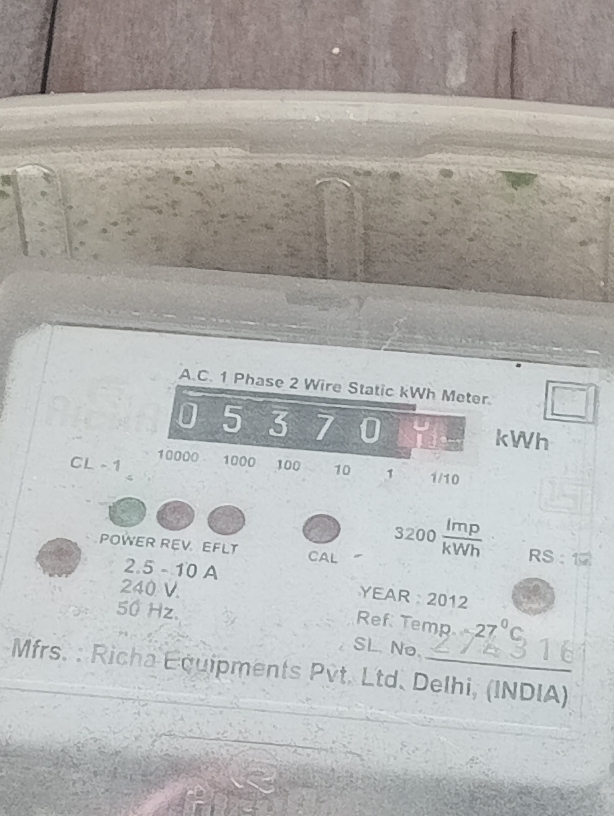 A.C. 1 Phase 2 Wire Static kWh Meter.
0 5 3 7 0 kWh
CL - 1 10000 1000 100 10 1 1/10
3200 Imp
kWh
POWER REV. EFLT CAL RS :
2.5 - 10 A
240 V.
50 Hz.
YEAR : 2012
Ref. Temp. -27°C
SL. No.
Mfrs. : Richa Equipments Pvt. Ltd. Delhi, (INDIA)